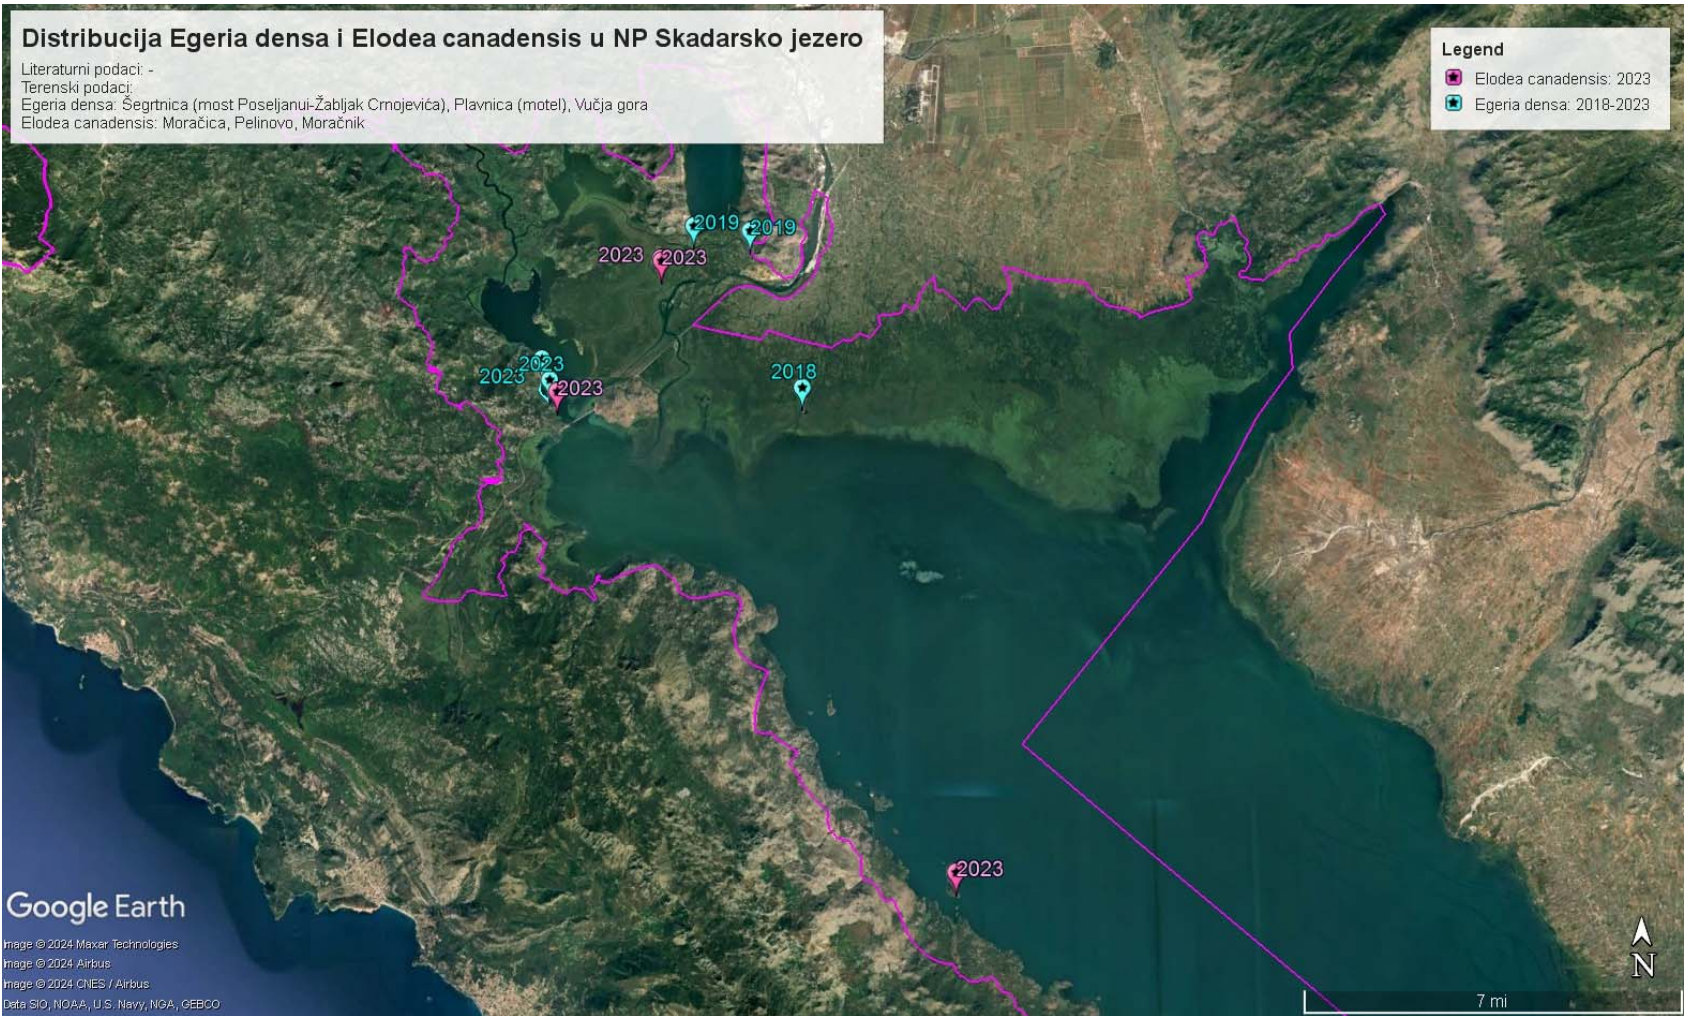 Distribucija Egeria densa i Elodea canadensis u NP Skadarsko jezero
Literaturni podaci: -
Terenski podaci:
Egeria densa: Šegrtnica (most Poseljanui-Žabljak Crnojevića), Plavnica (motel), Vučja gora
Elodea canadensis: Moračica, Pelinovo, Moračnik
Legend
Elodea canadensis: 2023
Egeria densa: 2018-2023
2019
2019
2023
2023
2023
2023
2023
2018
2023
Google Earth
Image © 2024 Maxar Technologies
Image © 2024 Airbus
Image © 2024 CNES / Airbus
Data SIO, NOAA, U.S. Navy, NGA, GEBCO
N
7 mi